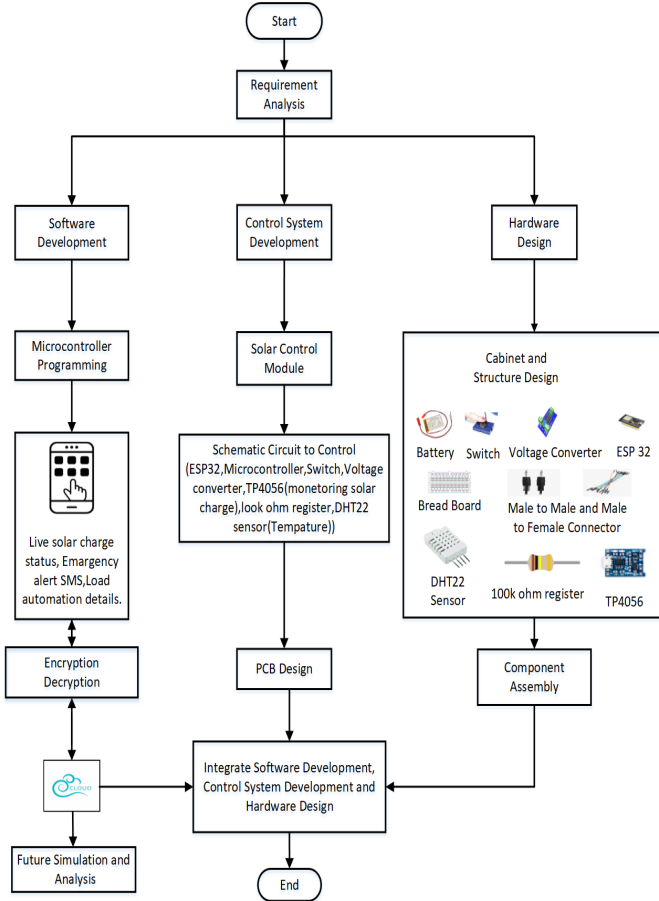 Start
Requirement
Analysis
Software
Development
Control System
Development
Hardware
Design
Microcontroller
Programming
Solar Control
Module
Cabinet and
Structure Design
Battery
Switch
Voltage Converter
ESP 32
Bread Board
Male to Male and Male
to Female Connector
DHT22
Sensor
100k ohm register
TP4056
Schematic Circuit to Control
(ESP32,Microcontroller,Switch,Voltage
converter,TP4056(monetoring solar
charge),look ohm register,DHT22
sensor(Tempature))
Live solar charge
status, Emargency
alert SMS,Load
automation details.
Encryption
Decryption
PCB Design
Component
Assembly
CLOUD
Integrate Software Development,
Control System Development and
Hardware Design
Future Simulation and
Analysis
End